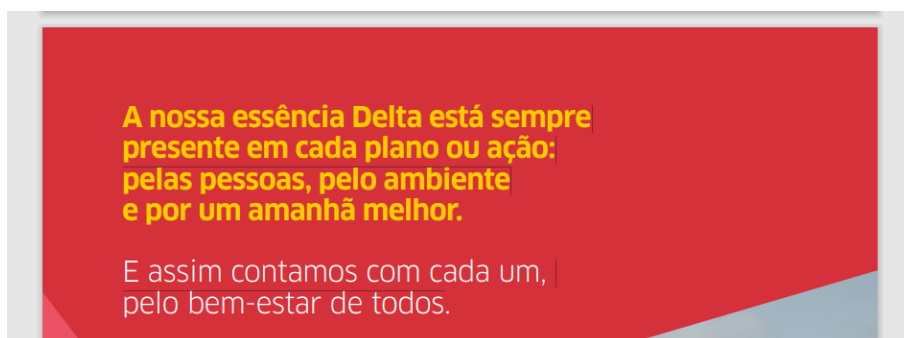 A nossa essência Delta está sempre
presente em cada plano ou ação:
pelas pessoas, pelo ambiente
e por um amanhã melhor.
E assim contamos com cada um,
pelo bem-estar de todos.